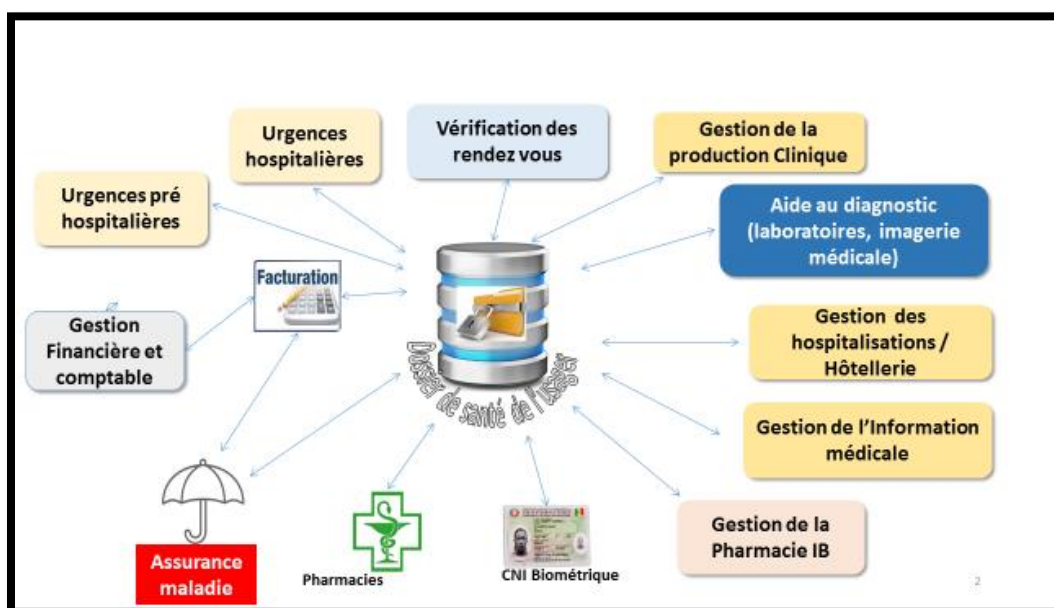 Urgences
hospitalières
Vérification des
rendez vous
Gestion de la
production Clinique
Urgences pré
hospitalières
Aide au diagnostic
(laboratoires, imagerie
médicale)
Facturation
Gestion
Financière et
comptable
Gestion des
hospitalisations /
Hôtellerie
Dossier de santé de l'usager
Gestion de l'Information
médicale
Assurance
maladie
Pharmacies
CNI Biométrique
Gestion de la
Pharmacie IB
2